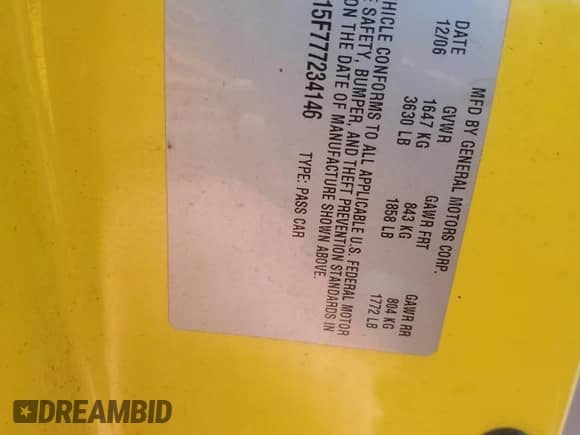 MFD BY GENERAL MOTORS CORP.
DATE GVWR GAWR FRT GAWR RR
12/06 1647 KG 843 KG 804 KG
3630 LB 1858 LB 1772 LB
VEHICLE CONFORMS TO ALL APPLICABLE U.S. FEDERAL MOTOR
SAFETY, BUMPER, AND THEFT PREVENTION STANDARDS IN
ON THE DATE OF MANUFACTURE SHOWN ABOVE.
15F777234146 TYPE: PASS CAR
DREAMBID